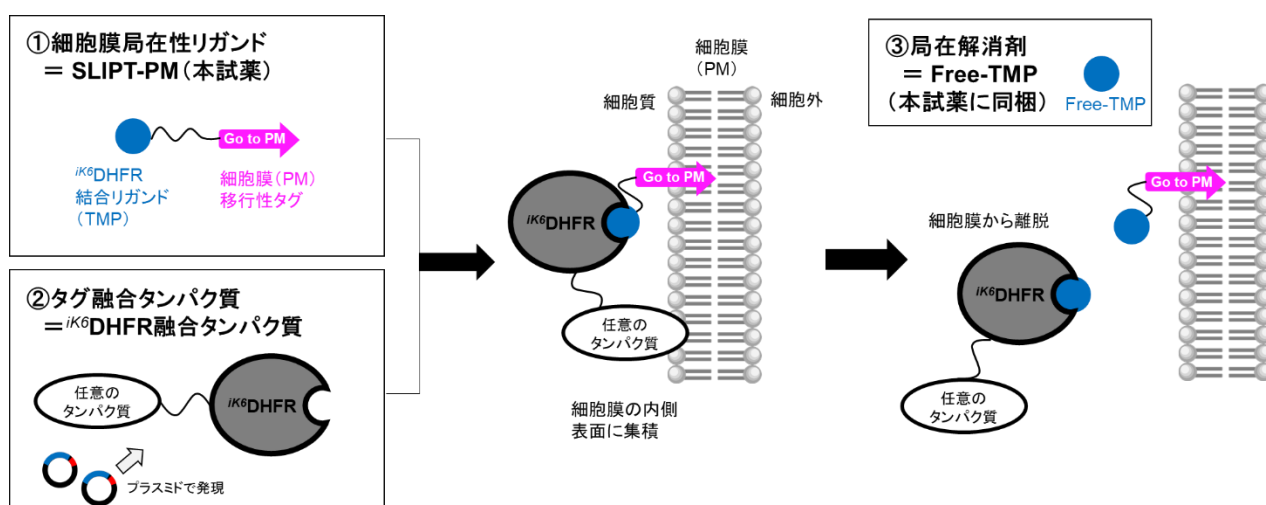 ①細胞膜局在性リガンド
＝ SLIPT-PM（本試薬）
Go to PM
iK6DHFR
結合リガンド
（TMP）
細胞膜（PM）
移行性タグ
②タグ融合タンパク質
＝iK6DHFR融合タンパク質
任意の
タンパク質
iK6DHFR
プラスミドで発現
細胞膜
（PM）
細胞質
細胞外
Go to PM
iK6DHFR
任意の
タンパク質
細胞膜の内側
表面に集積
③局在解消剤
＝ Free-TMP
（本試薬に同梱）
Free-TMP
Go to PM
細胞膜から離脱
iK6DHFR
任意の
タンパク質